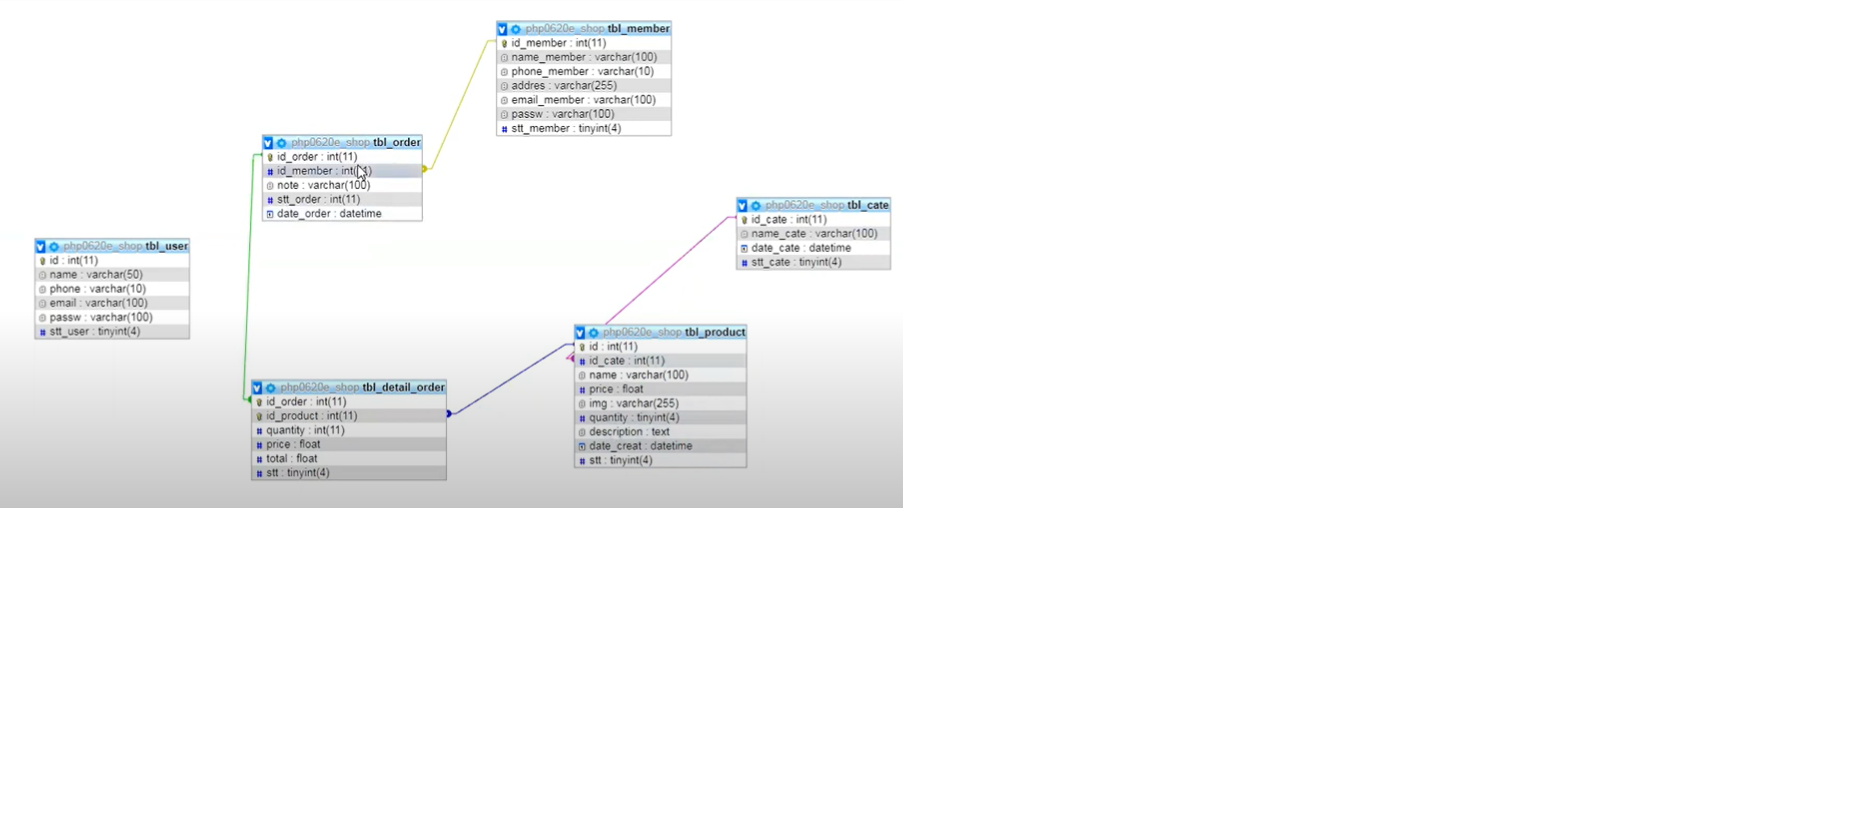 php0620e_shop tbl_member
id_member : int(11)
name_member : varchar(100)
phone_member : varchar(10)
addres : varchar(255)
email_member : varchar(100)
passw : varchar(100)
stt_member : tinyint(4)
php0620e_shop tbl_order
id_order : int(11)
id_member : int(11)
note : varchar(100)
stt_order : int(11)
date_order : datetime
php0620e_shop tbl_cate
id_cate : int(11)
name_cate : varchar(100)
date_cate : datetime
stt_cate : tinyint(4)
php0620e_shop tbl_user
id : int(11)
name : varchar(50)
phone : varchar(10)
email : varchar(100)
passw : varchar(100)
stt_user : tinyint(4)
php0620e_shop tbl_product
id : int(11)
id_cate : int(11)
name : varchar(100)
price : float
img : varchar(255)
quantity : tinyint(4)
description : text
date_creat : datetime
stt : tinyint(4)
php0620e_shop tbl_detail_order
id_order : int(11)
id_product : int(11)
quantity : int(11)
price : float
total : float
stt : tinyint(4)